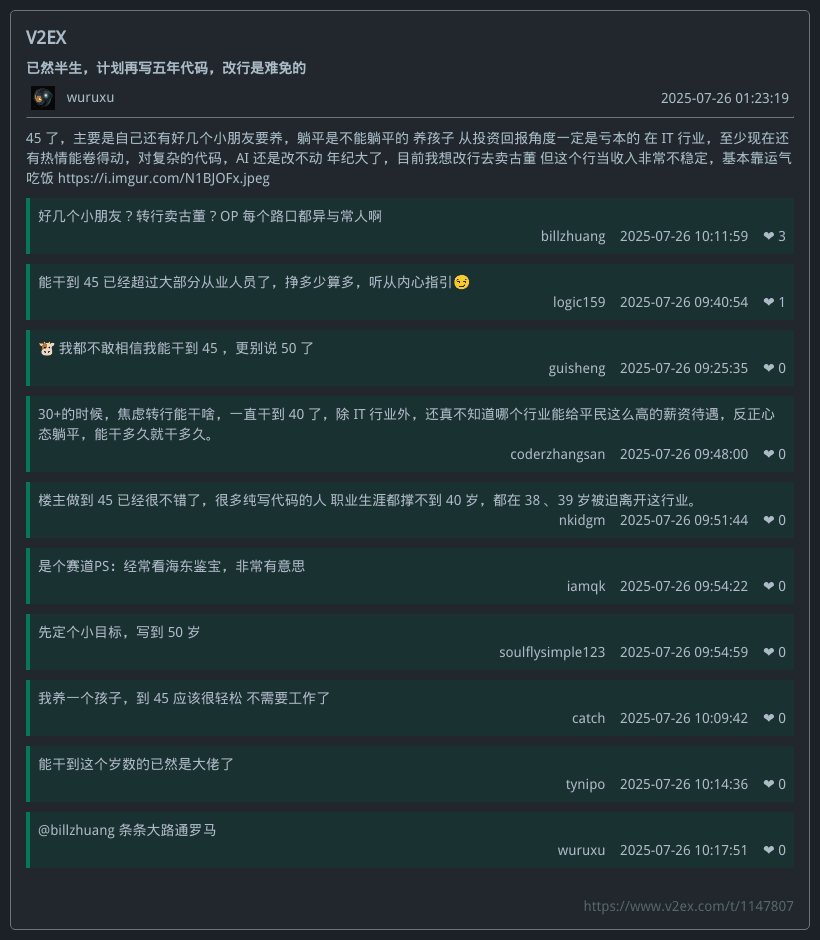 V2EX
已然半生，计划再写五年代码，改行是难免的
wuruxu 2025-07-26 01:23:19
45 了，主要是自己还有好几个小朋友要养，躺平是不能躺平的 养孩子 从投资回报角度一定是亏本的 在 IT 行业，至少现在还
有热情能卷得动，对复杂的代码，AI 还是改不动 年纪大了，目前我想改行去卖古董 但这个行当收入非常不稳定，基本靠运气
吃饭 https://i.imgur.com/N1BJOFx.jpeg
好几个小朋友？转行卖古董？OP 每个路口都异与常人啊
billzhuang 2025-07-26 10:11:59 ❤ 3
能干到 45 已经超过大部分从业人员了，挣多少算多，听从内心指引😏
logic159 2025-07-26 09:40:54 ❤ 1
🐮 我都不敢相信我能干到 45 ，更别说 50 了
guisheng 2025-07-26 09:25:35 ❤ 0
30+的时候，焦虑转行能干啥，一直干到 40 了，除 IT 行业外，还真不知道哪个行业能给平民这么高的薪资待遇，反正心
态躺平，能干多久就干多久。
coderzhangsan 2025-07-26 09:48:00 ❤ 0
楼主做到 45 已经很不错了，很多纯写代码的人 职业生涯都撑不到 40 岁，都在 38 、39 岁被迫离开这行业。
nkidgm 2025-07-26 09:51:44 ❤ 0
是个赛道PS：经常看海东鉴宝，非常有意思
iamqk 2025-07-26 09:54:22 ❤ 0
先定个小目标，写到 50 岁
soulflysimple123 2025-07-26 09:54:59 ❤ 0
我养一个孩子，到 45 应该很轻松 不需要工作了
catch 2025-07-26 10:09:42 ❤ 0
能干到这个岁数的已然是大佬了
tynipo 2025-07-26 10:14:36 ❤ 0
@billzhuang 条条大路通罗马
wuruxu 2025-07-26 10:17:51 ❤ 0
https://www.v2ex.com/t/1147807